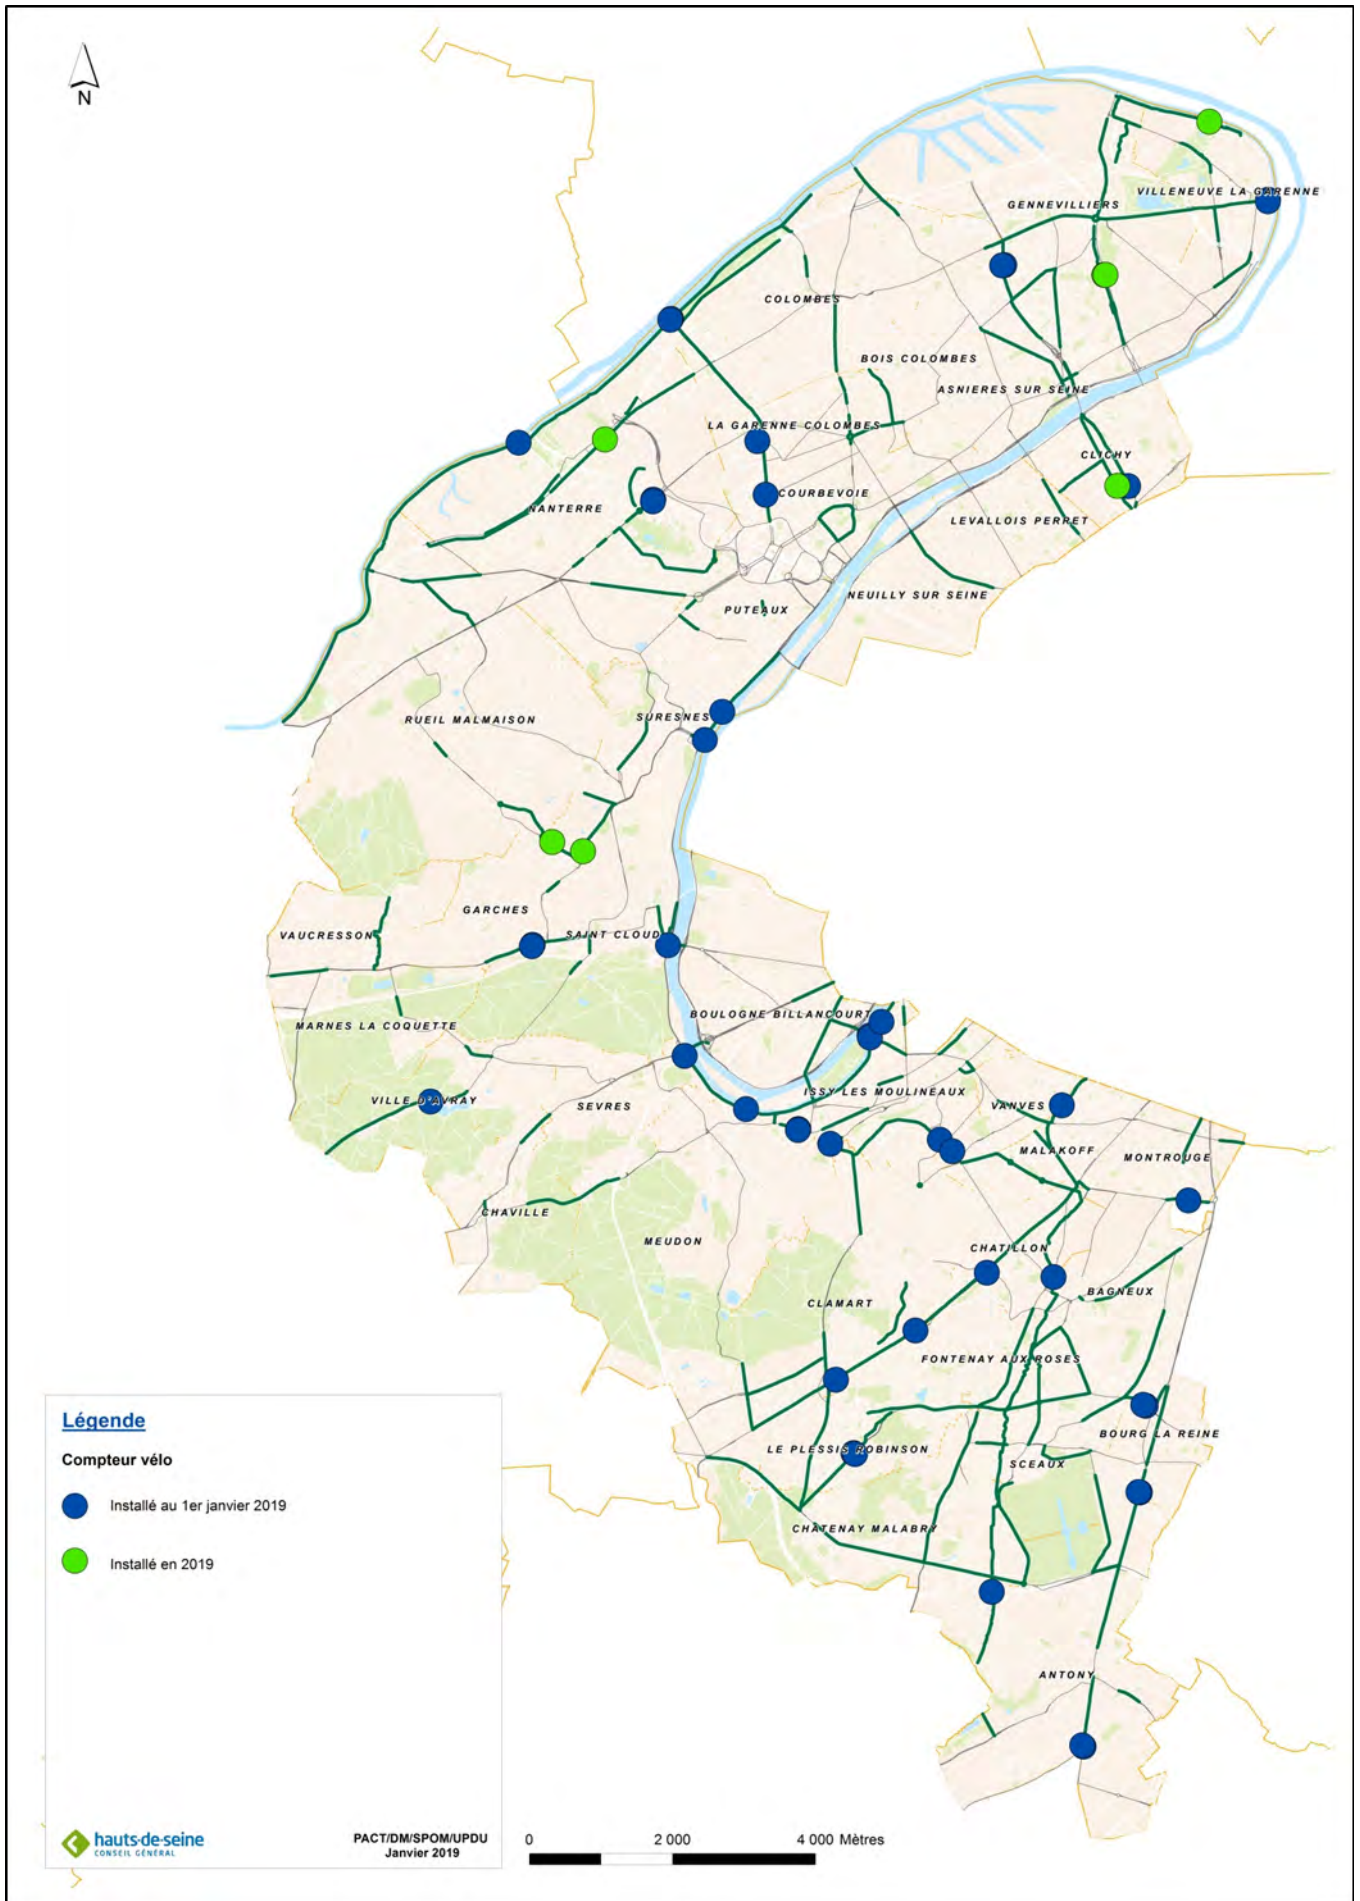 N
VILLENEUVE LA GARENNE
GENNEVILLIERS
COLOMBES
BOIS COLOMBES
ASNIERES SUR SEINE
LA GARENNE COLOMBES
CLICHY
COURBEVOIE
NANTERRE
LEVALLOIS PERRET
NEUILLY SUR SEINE
PUTEAUX
SURESNES
RUEIL MALMAISON
GARCHES
VAUCRESSON
SAINT CLOUD
BOULOGNE BILLANCOURT
MARNES LA COQUETTE
VILLE D'AVRAY
SEVRES
ISSY LES MOULINEAUX
VANVES
MALAKOFF
MONTROUGE
CHAVILLE
MEUDON
CHATILLON
BAGNEUX
CLAMART
FONTENAY AUX ROSES
BOURG LA REINE
LE PLESSIS ROBINSON
SCEAUX
CHATENAY MALABRY
ANTONY
Légende
Compteur vélo
Installé au 1er janvier 2019
Installé en 2019
hauts-de-seine
CONSEIL GÉNÉRAL
PACT/DM/SPOM/UPDU
Janvier 2019
0 2 000 4 000 Mètres